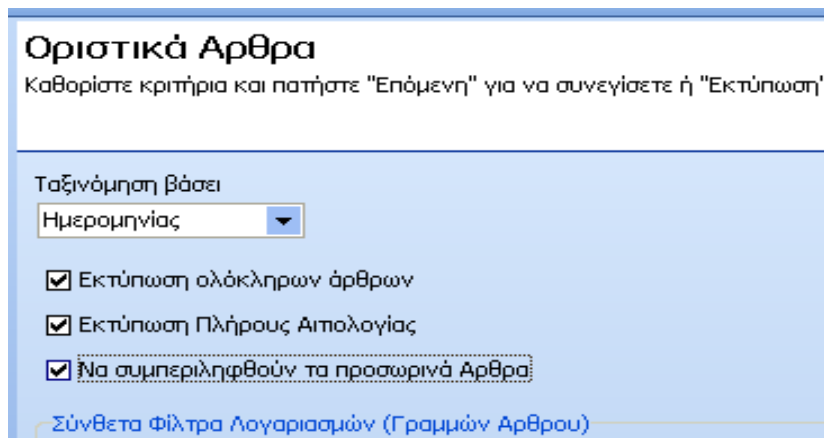 Οριστικά Αρθρα
Καθορίστε κριτήρια και πατήστε "Επόμενη" για να συνεχίσετε ή "Εκτύπωση"
Ταξινόμηση βάσει
Ημερομηνίας
Εκτύπωση ολόκληρων άρθρων
Εκτύπωση Πλήρους Αιτιολογίας
Να συμπεριληφθούν τα προσωρινά Αρθρα
Σύνθετα Φίλτρα Λογαριασμών (Γραμμών Αρθρου)